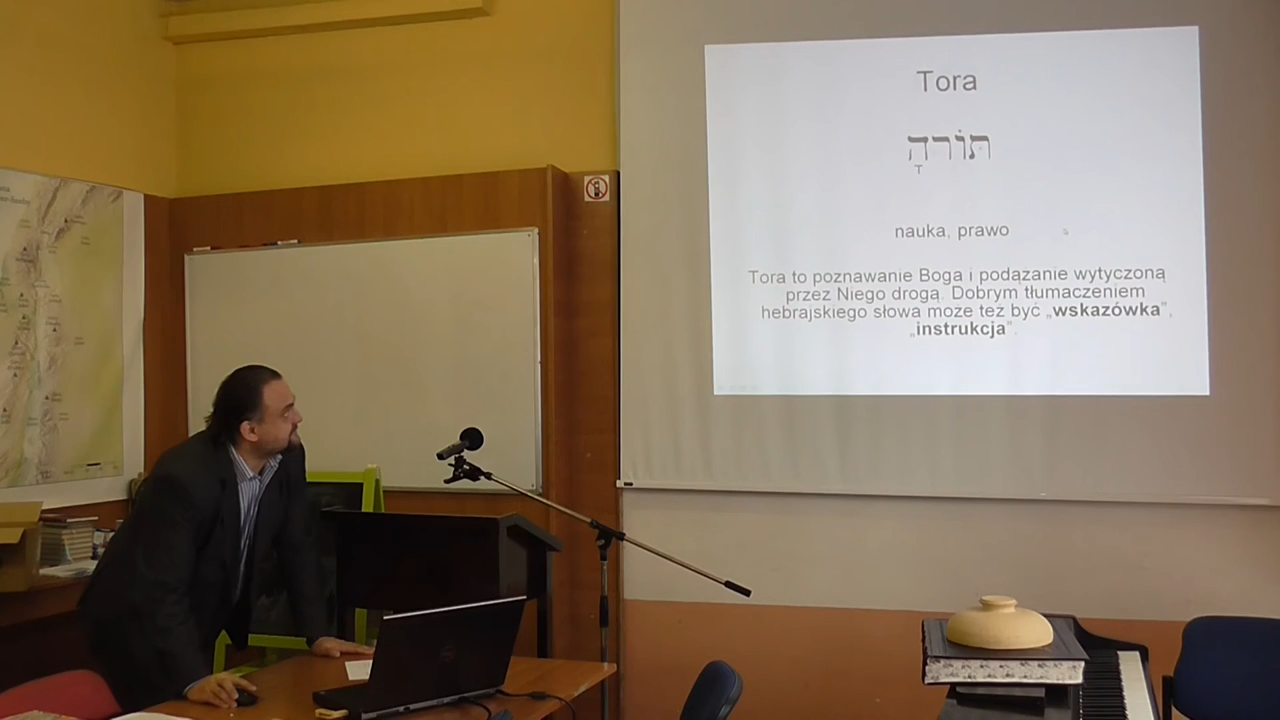 Tora
תּוֹרהָ
nauka, prawo
Tora to poznawanie Boga i podązanie wytyczoną
przez Niego drogą. Dobrym tłumaczeniem
hebrajskiego słowa moze tez być „wskazówka”,
„instrukcja”.